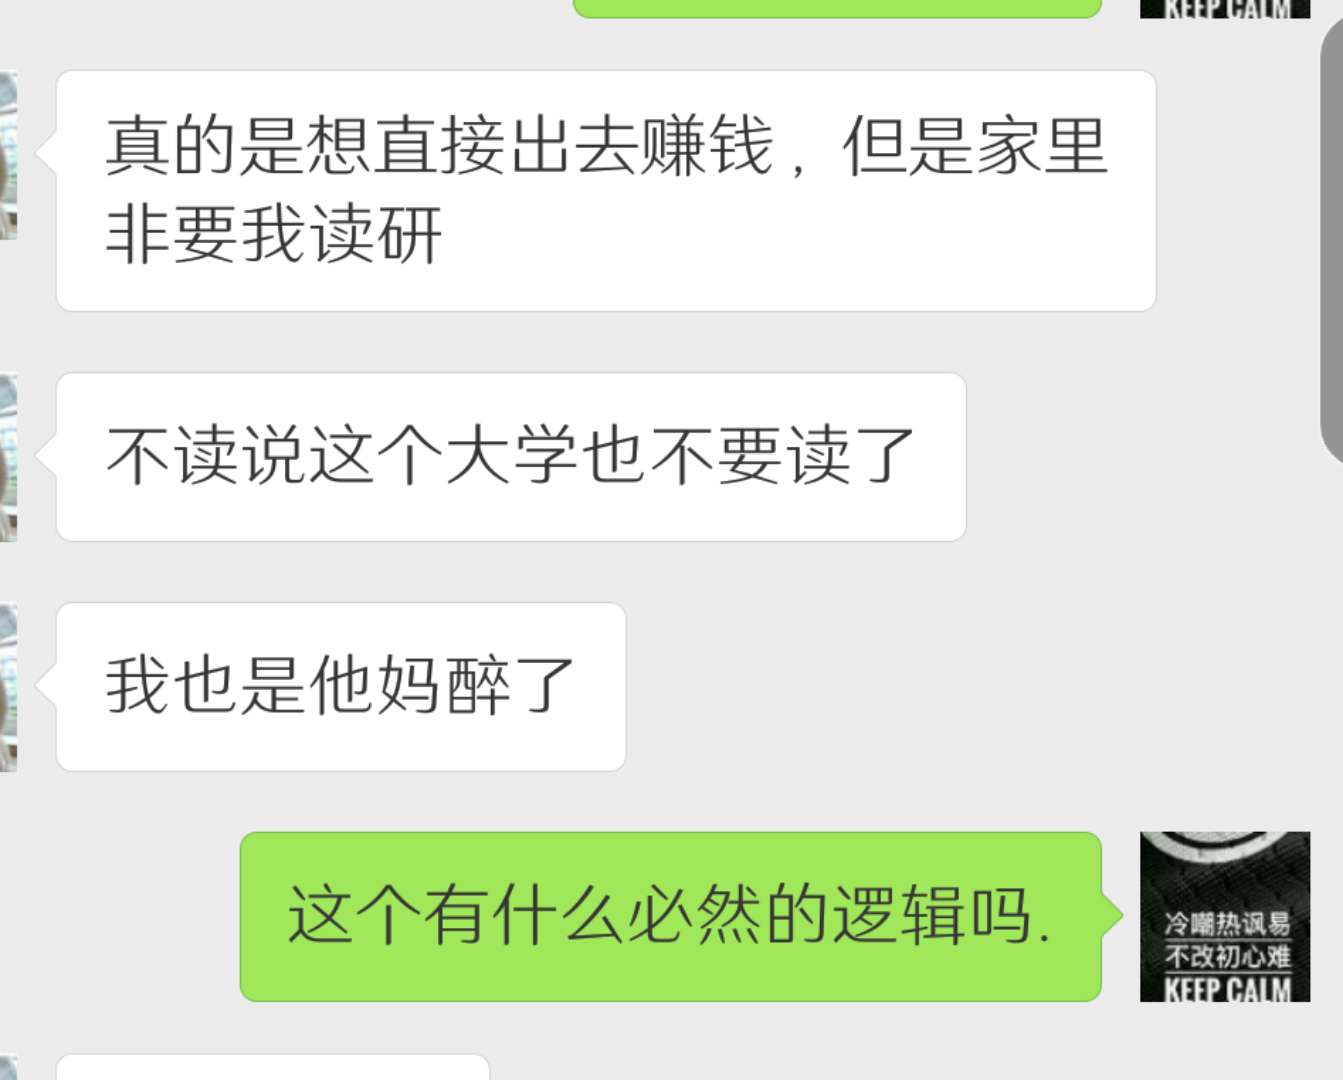 KEEP CALM
真的是想直接出去赚钱，但是家里
非要我读研
不读说这个大学也不要读了
我也是他妈醉了
这个有什么必然的逻辑吗.
冷嘲热讽易
不改初心难
KEEP CALM